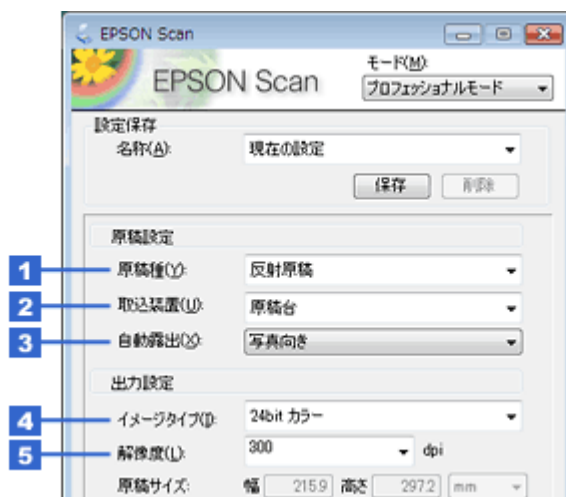 EPSON Scan
EPSON Scan
モード(M):
プロフェッショナルモード
設定保存
名称(A): 現在の設定
保存 削除
原稿設定
1 原稿種(Y): 反射原稿
2 取込装置(U): 原稿台
3 自動露出(X): 写真向き
出力設定
4 イメージタイプ(I): 24bit カラー
5 解像度(L): 300 dpi
原稿サイズ: 幅 215.9 高さ 297.2 mm